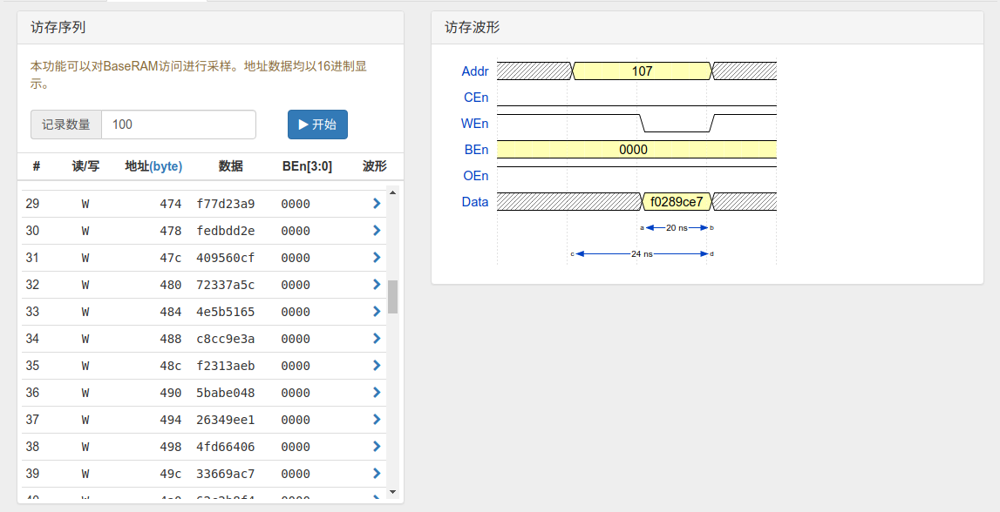 访存序列
本功能可以对BaseRAM访问进行采样。地址数据均以16进制显
示。
记录数量 100 开始
# 读/写 地址(byte) 数据 BEn[3:0] 波形
29 W 474 f77d23a9 0000
30 W 478 fedbdd2e 0000
31 W 47c 409560cf 0000
32 W 480 72337a5c 0000
33 W 484 4e5b5165 0000
34 W 488 c8cc9e3a 0000
35 W 48c f2313aeb 0000
36 W 490 5babe048 0000
37 W 494 26349ee1 0000
38 W 498 4fd66406 0000
39 W 49c 33669ac7 0000
访存波形
Addr 107
CEn
WEn
BEn 0000
OEn
Data f0289ce7
a 20 ns b
c 24 ns d